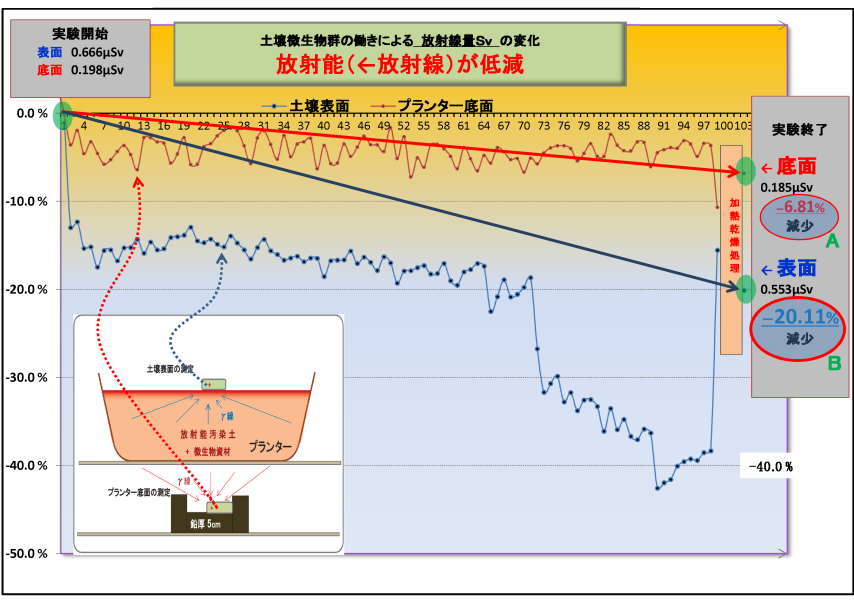 実験開始
表面 0.666μSv
底面 0.198μSv
土壌微生物群の働きによる 放射線量Sv の変化
放射能(←放射線)が低減
土壌表面 プランター底面
0.0 %
1 4 7 10 13 16 19 22 25 28 31 34 37 40 43 46 49 52 55 58 61 64 67 70 73 76 79 82 85 88 91 94 97 100 103
-10.0 %
-20.0 %
-30.0 %
-40.0 %
-50.0 %
加熱乾燥処理
実験終了
←底面
0.185μSv
−6.81%
減少
A
←表面
0.553μSv
−20.11%
減少
B
−40.0 %
土壌表面の測定
γ線
放射能汚染土
+ 微生物資材
プランター
γ線
プランター底面の測定
鉛厚 5cm